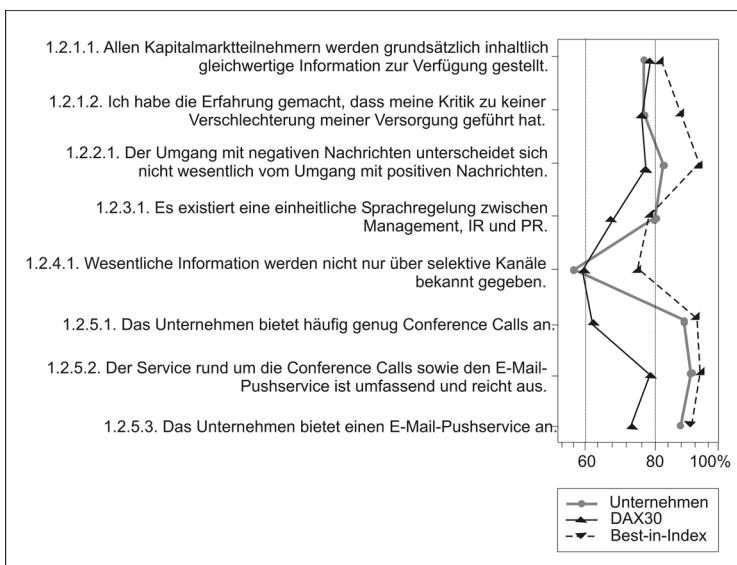 1.2.1.1. Allen Kapitalmarktteilnehmern werden grundsätzlich inhaltlich
gleichwertige Information zur Verfügung gestellt.
1.2.1.2. Ich habe die Erfahrung gemacht, dass meine Kritik zu keiner
Verschlechterung meiner Versorgung geführt hat.
1.2.2.1. Der Umgang mit negativen Nachrichten unterscheidet sich
nicht wesentlich vom Umgang mit positiven Nachrichten.
1.2.3.1. Es existiert eine einheitliche Sprachregelung zwischen
Management, IR und PR.
1.2.4.1. Wesentliche Information werden nicht nur über selektive Kanäle
bekannt gegeben.
1.2.5.1. Das Unternehmen bietet häufig genug Conference Calls an.
1.2.5.2. Der Service rund um die Conference Calls sowie den E-Mail-
Pushservice ist umfassend und reicht aus.
1.2.5.3. Das Unternehmen bietet einen E-Mail-Pushservice an.
60 80 100%
Unternehmen
DAX30
Best-in-Index